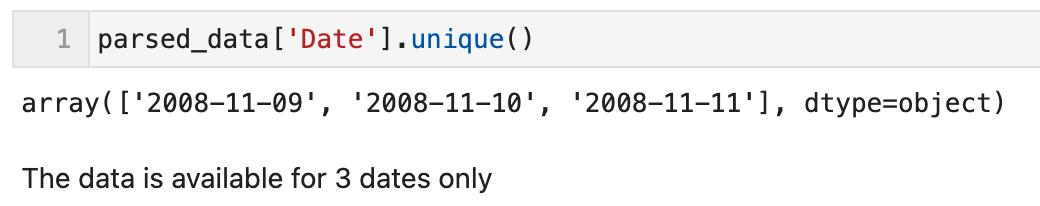 1 parsed_data['Date'].unique()
array(['2008-11-09', '2008-11-10', '2008-11-11'], dtype=object)
The data is available for 3 dates only